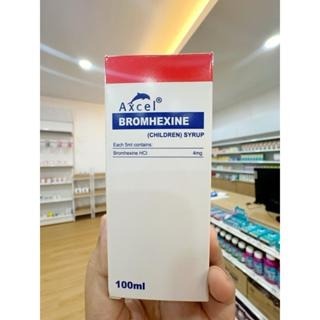 Axcel®
BROMHEXINE
(CHILDREN) SYRUP
Each 5ml contains:
Bromhexine HCl 4mg
100ml